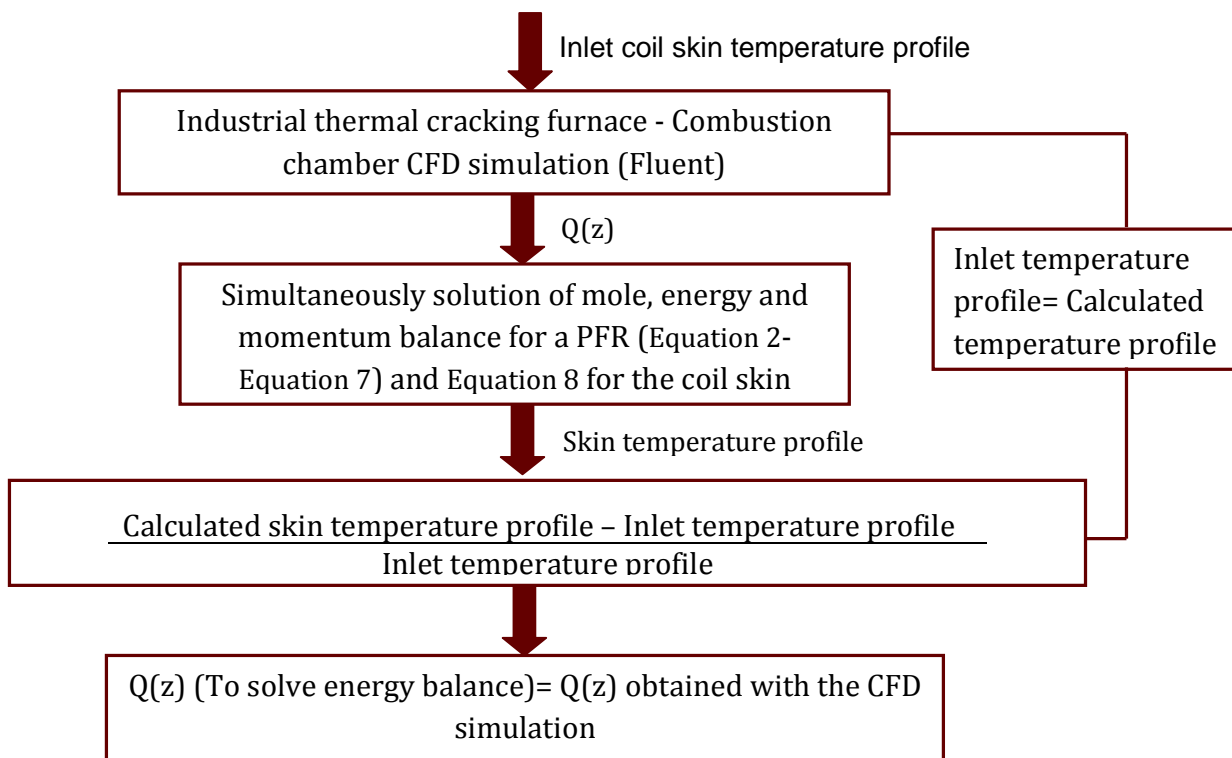 Inlet coil skin temperature profile
Industrial thermal cracking furnace - Combustion
chamber CFD simulation (Fluent)
Q(z)
Inlet temperature
profile= Calculated
temperature profile
Simultaneously solution of mole, energy and
momentum balance for a PFR (Equation 2-
Equation 7) and Equation 8 for the coil skin
Skin temperature profile
Calculated skin temperature profile – Inlet temperature profile
Inlet temperature profile
Q(z) (To solve energy balance)= Q(z) obtained with the CFD
simulation